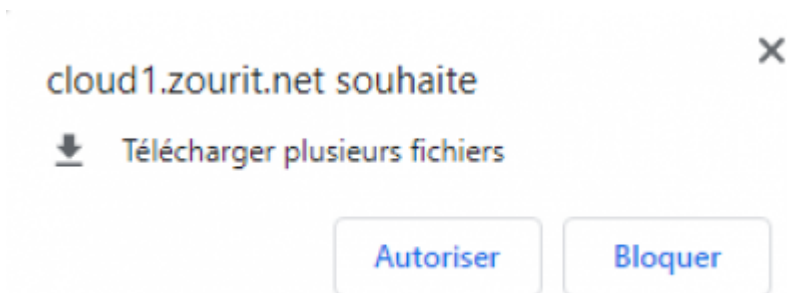 cloud1.zourit.net souhaite
Télécharger plusieurs fichiers
Autoriser
Bloquer